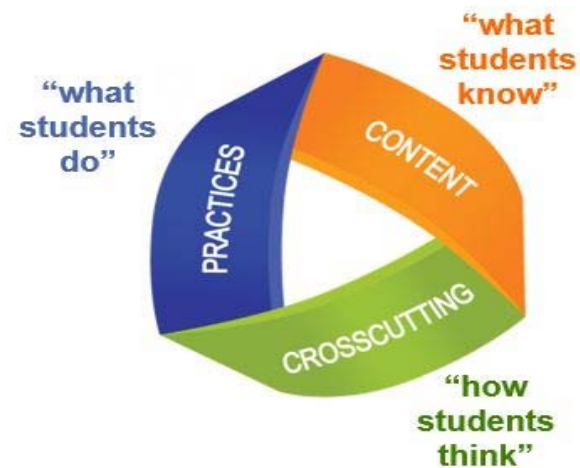 “what
students
do”
PRACTICES
“what
students
know”
CONTENT
CROSSCUTTING
“how
students
think”